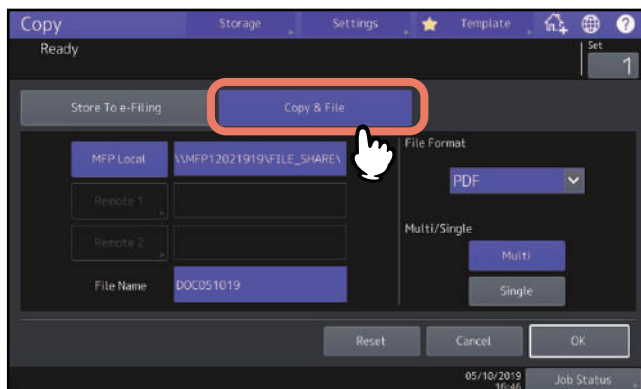 Copy Storage Settings Template
Ready Set
1
Store To e-Filing Copy & File
MFP Local \\MFP12021919\FILE_SHARE\
File Format
PDF
Remote 1
Remote 2
Multi/Single
Multi
Single
File Name DOC051019
Reset Cancel OK
05/10/2019
16:46
Job Status